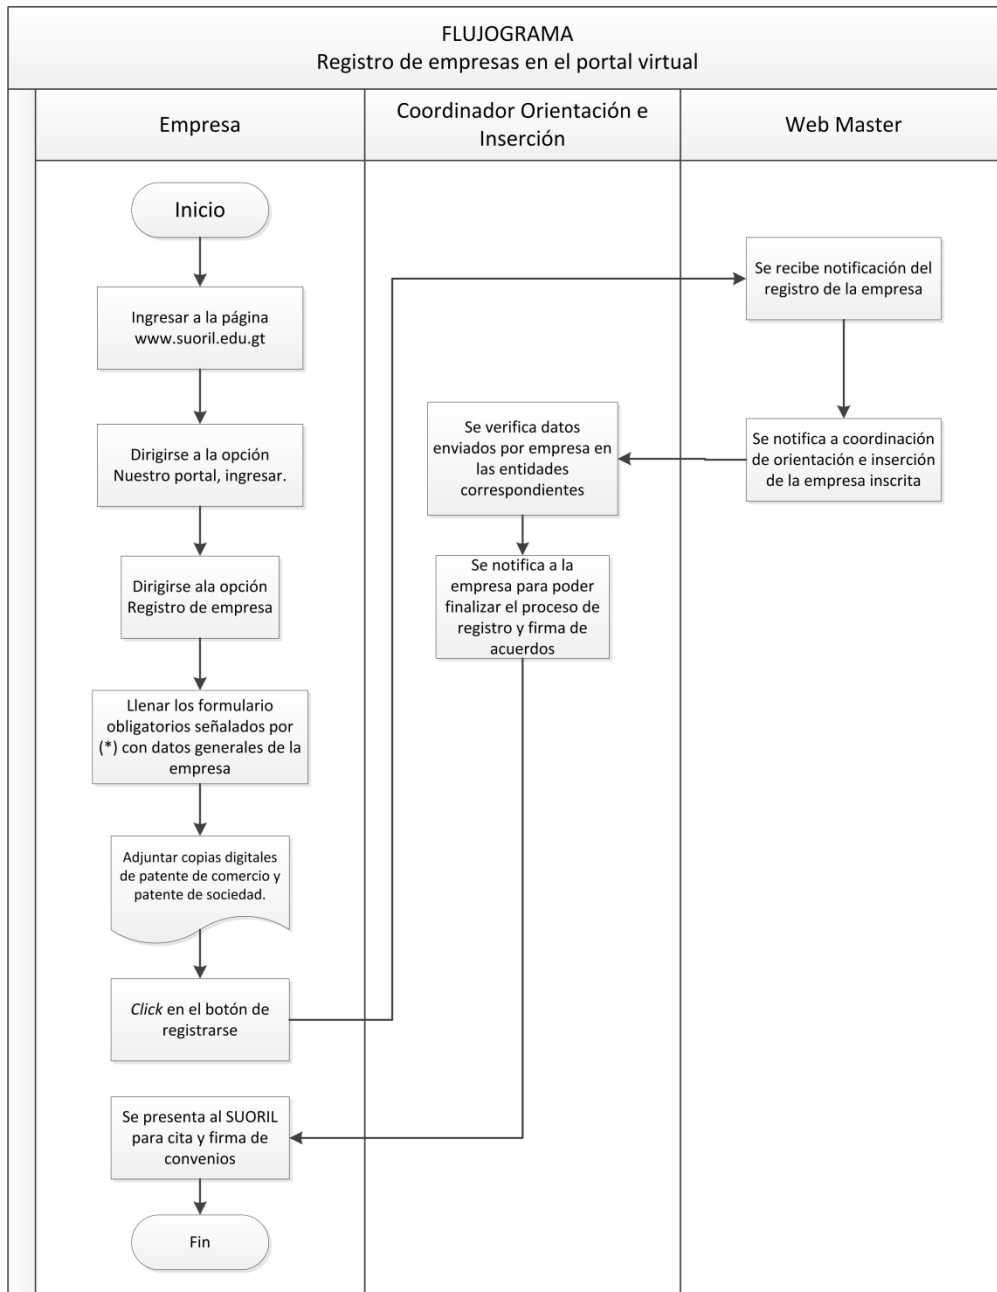 FLUJOGRAMA
Registro de empresas en el portal virtual
Empresa
Coordinador Orientación e
Inserción
Web Master
Inicio
Ingresar a la página
www.suoril.edu.gt
Dirigirse a la opción
Nuestro portal, ingresar.
Dirigirse ala opción
Registro de empresa
Llenar los formulario
obligatorios señalados por
(*) con datos generales de la
empresa
Adjuntar copias digitales
de patente de comercio y
patente de sociedad.
Click en el botón de
registrarse
Se recibe notificación del
registro de la empresa
Se notifica a coordinación
de orientación e inserción
de la empresa inscrita
Se verifica datos
enviados por empresa en
las entidades
correspondientes
Se notifica a la
empresa para poder
finalizar el proceso de
registro y firma de
acuerdos
Se presenta al SUORIL
para cita y firma de
convenios
Fin